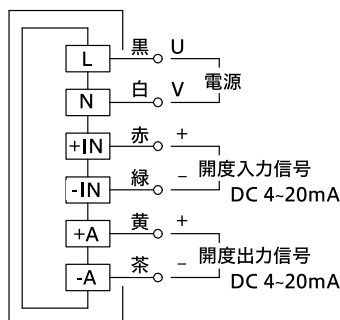 L 黒 U
N 白 V
電源
+IN 赤 +
-IN 緑 −
開度入力信号
DC 4~20mA
+A 黄 +
-A 茶 −
開度出力信号
DC 4~20mA